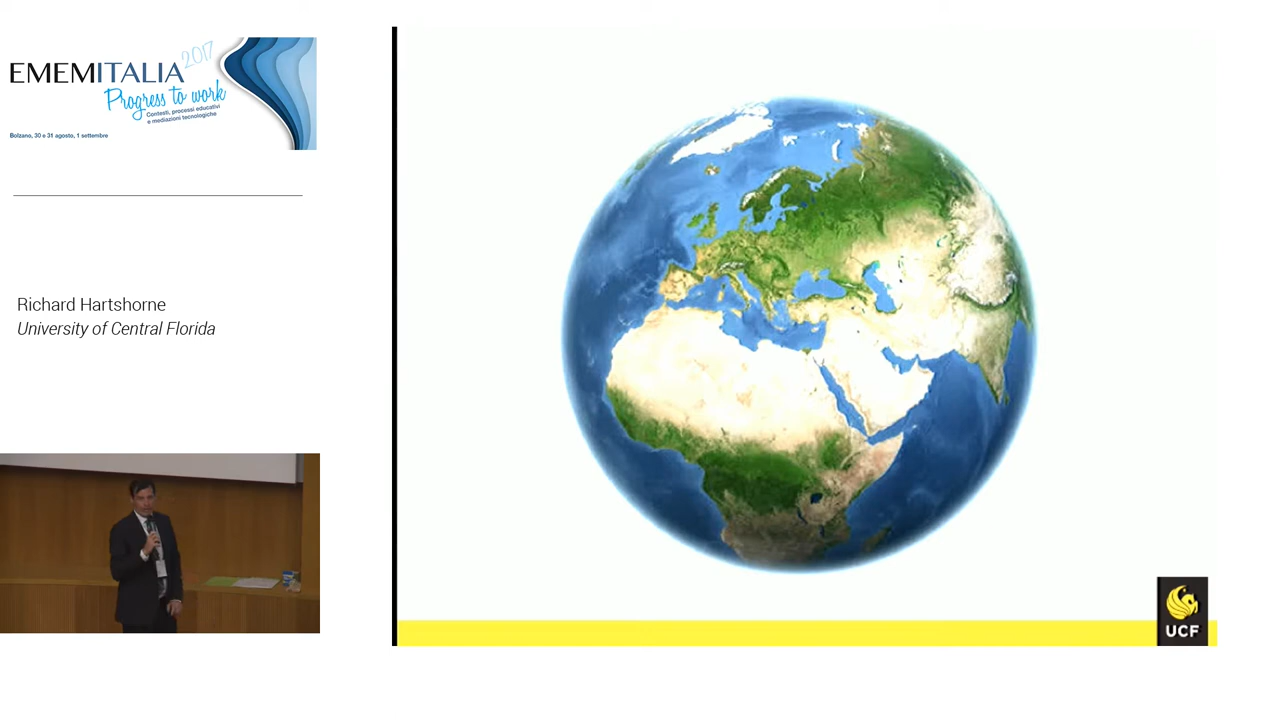 EMEMITALIA 2017
Progress to work
Contesti, processi educativi
e mediazioni tecnologiche
Bolzano, 30 e 31 agosto, 1 settembre
Richard Hartshorne
University of Central Florida
UCF